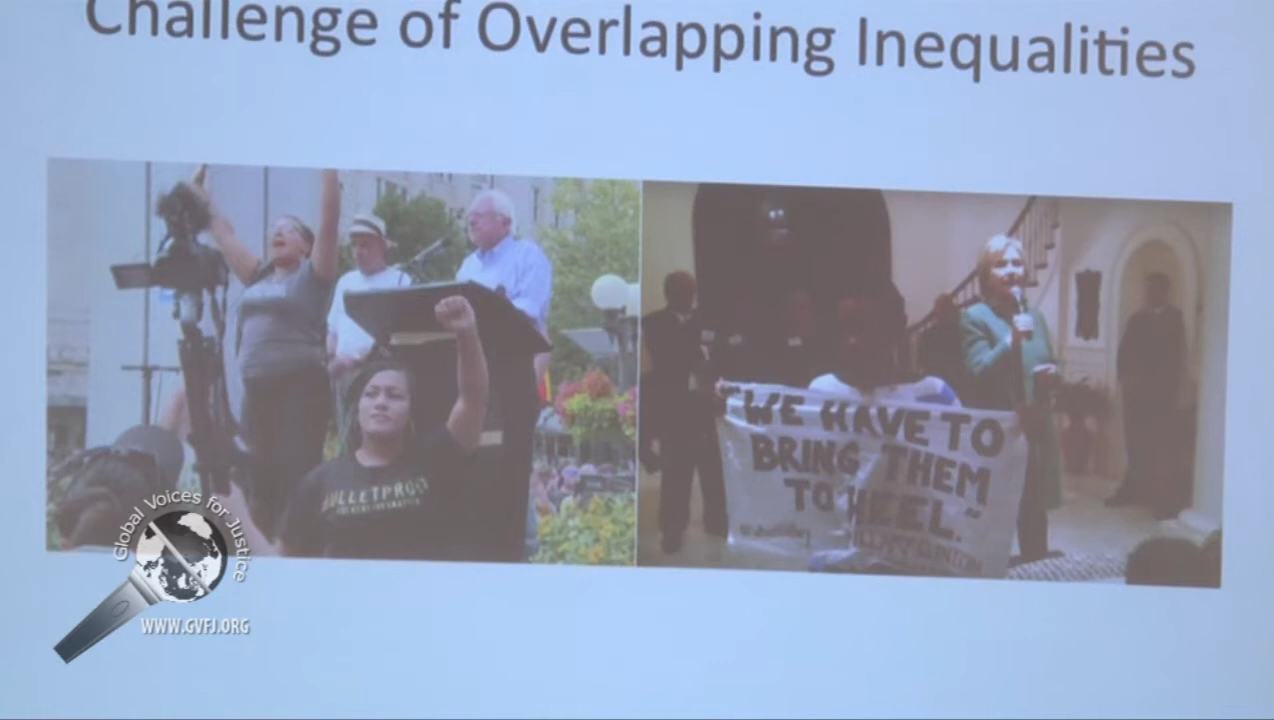 Challenge of Overlapping Inequalities
"WE HAVE TO
BRING THEM
TO HEEL."
BULLETPROOF
Global Voices for Justice
WWW.GVFJ.ORG